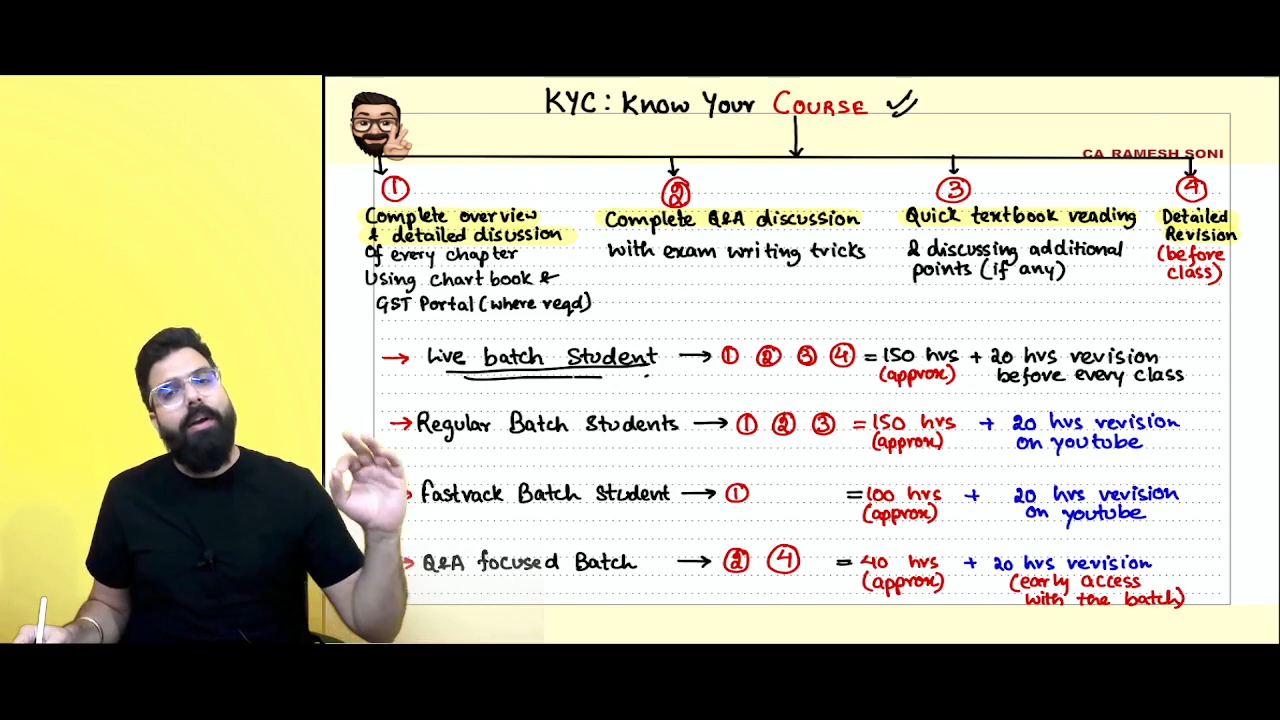 KYC: Know Your COURSE
CA RAMESH SONI
1
Complete overview
& detailed disussion
of every chapter
Using chart book &
GST Portal (where reqd)
2
Complete Q&A discussion
with exam writing tricks
3
Quick textbook reading
& discussing additional
points (if any)
4
Detailed
Revision
(before
class)
→ Live batch Student → 1 2 3 4 = 150 hrs + 20 hrs revision
(approx) before every class
→ Regular Batch Students → 1 2 3 = 150 hrs + 20 hrs revision
(approx) on youtube
→ fastrack Batch Student → 1 = 100 hrs + 20 hrs revision
(approx) on youtube
→ Q&A focused Batch → 2 4 = 40 hrs + 20 hrs revision
(approx) (early access
with the batch)